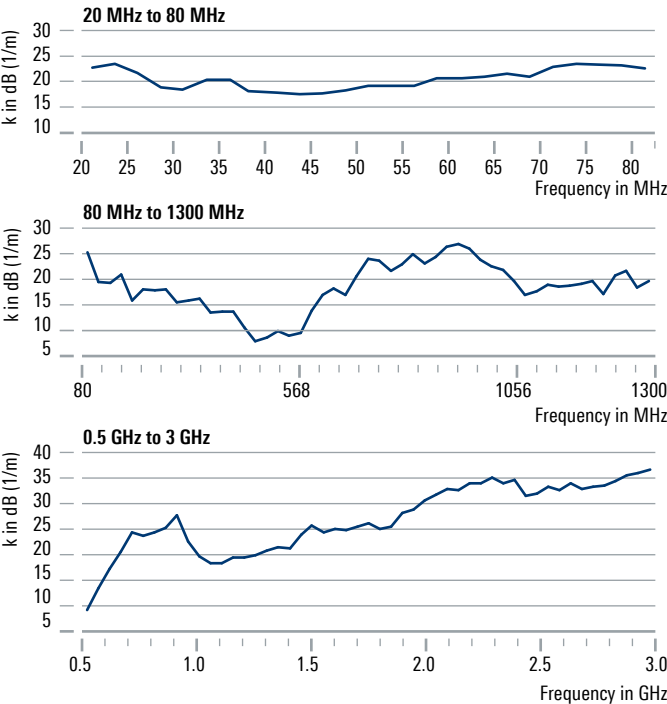 20 MHz to 80 MHz
k in dB (1/m)
30
25
20
15
10
20 25 30 35 40 45 50 55 60 65 70 75 80
Frequency in MHz
80 MHz to 1300 MHz
k in dB (1/m)
30
25
20
15
10
5
80 568 1056 1300
Frequency in MHz
0.5 GHz to 3 GHz
k in dB (1/m)
40
35
30
25
20
15
10
5
0.5 1.0 1.5 2.0 2.5 3.0
Frequency in GHz